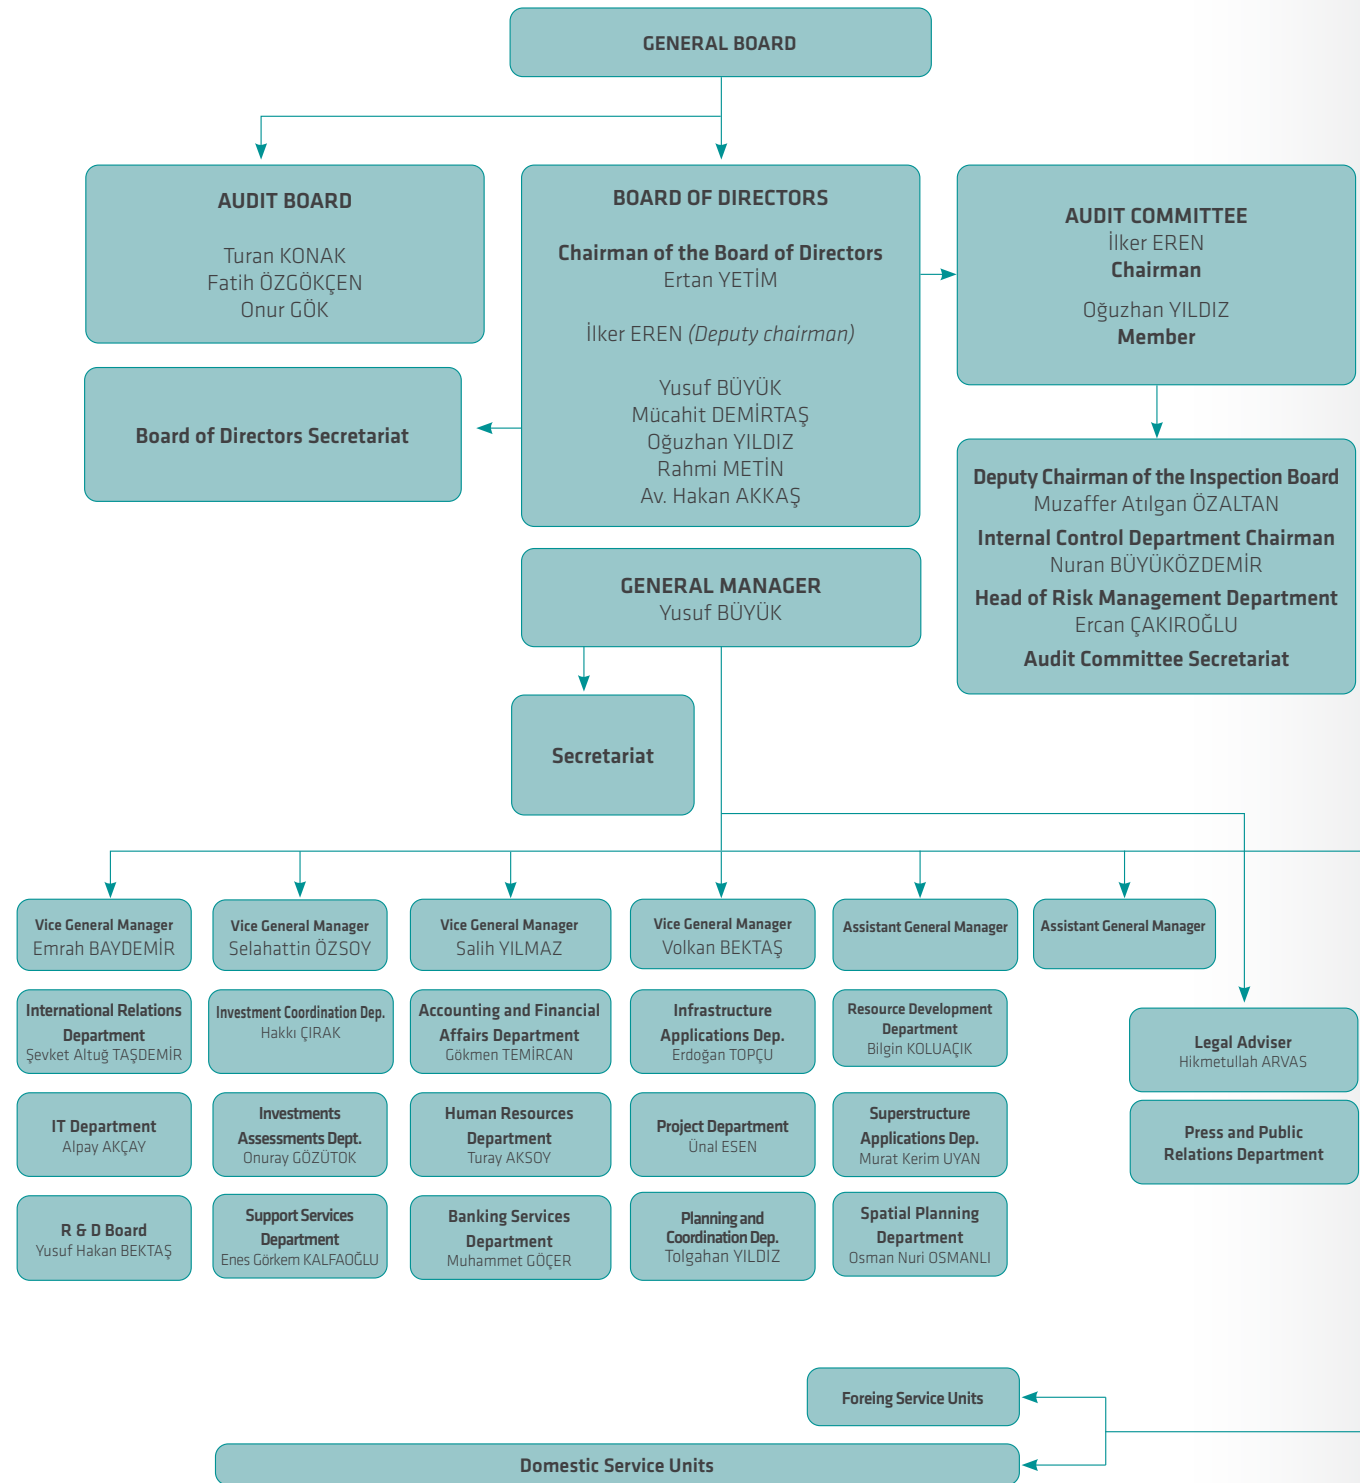 GENERAL BOARD
AUDIT BOARD
Turan KONAK
Fatih ÖZGÖKÇEN
Onur GÖK
BOARD OF DIRECTORS
Chairman of the Board of Directors
Ertan YETİM
İlker EREN (Deputy chairman)
Yusuf BÜYÜK
Mücahit DEMİRTAŞ
Oğuzhan YILDIZ
Rahmi METİN
Av. Hakan AKKAŞ
AUDIT COMMITTEE
İlker EREN
Chairman
Oğuzhan YILDIZ
Member
Board of Directors Secretariat
Deputy Chairman of the Inspection Board
Muzaffer Atılgan ÖZALTAN
Internal Control Department Chairman
Nuran BÜYÜKÖZDEMİR
Head of Risk Management Department
Ercan ÇAKIROĞLU
Audit Committee Secretariat
GENERAL MANAGER
Yusuf BÜYÜK
Secretariat
Vice General Manager
Emrah BAYDEMİR
Vice General Manager
Selahattin ÖZSOY
Vice General Manager
Salih YILMAZ
Vice General Manager
Volkan BEKTAŞ
Assistant General Manager
Assistant General Manager
International Relations
Department
Şevket Altuğ TAŞDEMİR
Investment Coordination Dep.
Hakkı ÇIRAK
Accounting and Financial
Affairs Department
Gökmen TEMİRCAN
Infrastructure
Applications Dep.
Erdoğan TOPÇU
Resource Development
Department
Bilgin KOLUAÇIK
Legal Adviser
Hikmetullah ARVAS
IT Department
Alpay AKÇAY
Investments
Assessments Dept.
Onuray GÖZÜTOK
Human Resources
Department
Turay AKSOY
Project Department
Ünal ESEN
Superstructure
Applications Dep.
Murat Kerim UYAN
Press and Public
Relations Department
R & D Board
Yusuf Hakan BEKTAŞ
Support Services
Department
Enes Görkem KALFAOĞLU
Banking Services
Department
Muhammet GÖÇER
Planning and
Coordination Dep.
Tolgahan YILDIZ
Spatial Planning
Department
Osman Nuri OSMANLI
Foreing Service Units
Domestic Service Units